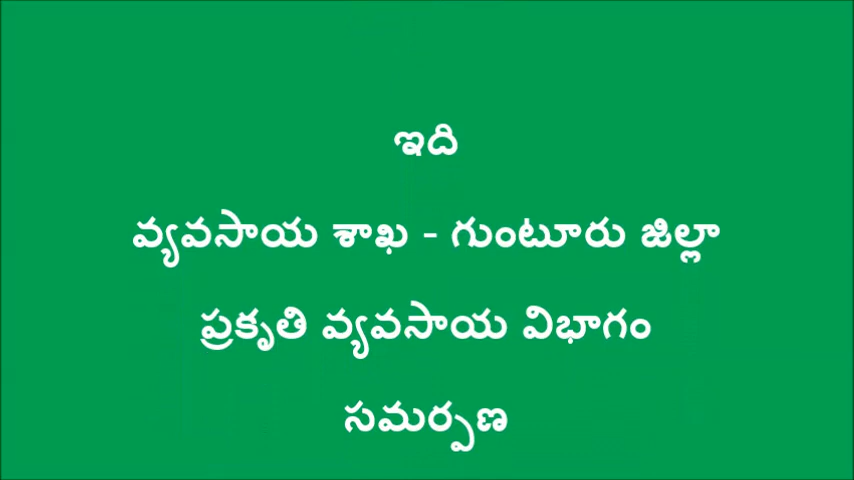 ఇది
వ్యవసాయ శాఖ - గుంటూరు జిల్లా
ప్రకృతి వ్యవసాయ విభాగం
సమర్పణ